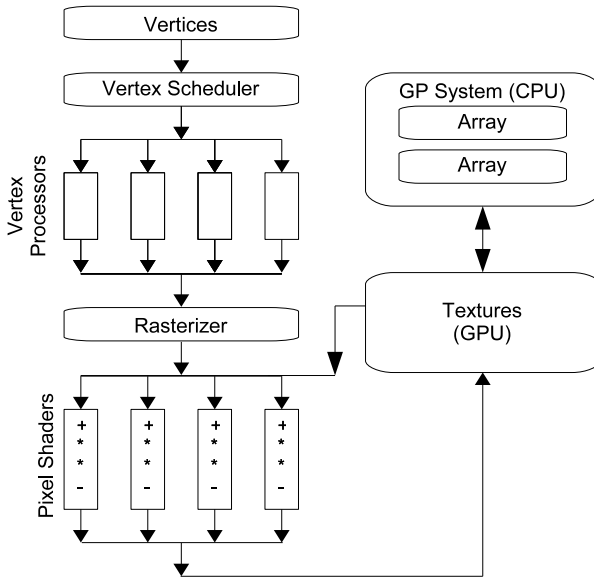 Vertices
Vertex Scheduler
GP System (CPU)
Array
Array
Vertex
Processors
Rasterizer
Textures
(GPU)
Pixel Shaders
+ + + +
* * * *
* * * *
- - - -